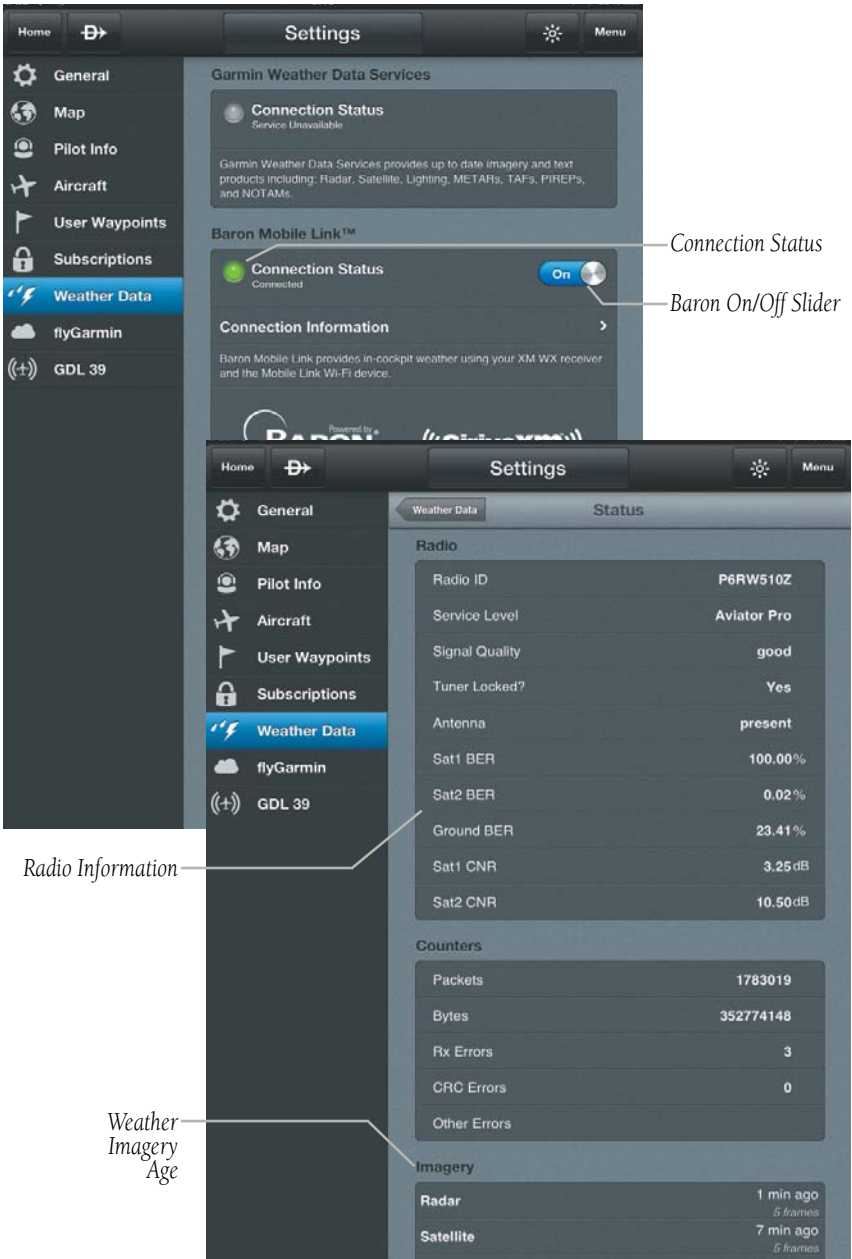 Home
Settings
Menu
General
Map
Pilot Info
Aircraft
User Waypoints
Subscriptions
Weather Data
flyGarmin
GDL 39
Garmin Weather Data Services
Connection Status
Service Unavailable
Garmin Weather Data Services provides up to date imagery and text
products including: Radar, Satellite, Lighting, METARs, TAFs, PIREPs,
and NOTAMs.
Baron Mobile Link™
Connection Status
Connected
On
Connection Information
Baron Mobile Link provides in-cockpit weather using your XM WX receiver
and the Mobile Link Wi-Fi device.
Powered by
BARON
SiriusXM
Connection Status
Baron On/Off Slider
Home
Settings
Menu
General
Map
Pilot Info
Aircraft
User Waypoints
Subscriptions
Weather Data
flyGarmin
GDL 39
Weather Data
Status
Radio
Radio ID P6RW510Z
Service Level Aviator Pro
Signal Quality good
Tuner Locked? Yes
Antenna present
Sat1 BER 100.00%
Sat2 BER 0.02%
Ground BER 23.41%
Sat1 CNR 3.25dB
Sat2 CNR 10.50dB
Counters
Packets 1783019
Bytes 352774148
Rx Errors 3
CRC Errors 0
Other Errors
Imagery
Radar 1 min ago
5 frames
Satellite 7 min ago
5 frames
Radio Information
Weather
Imagery
Age